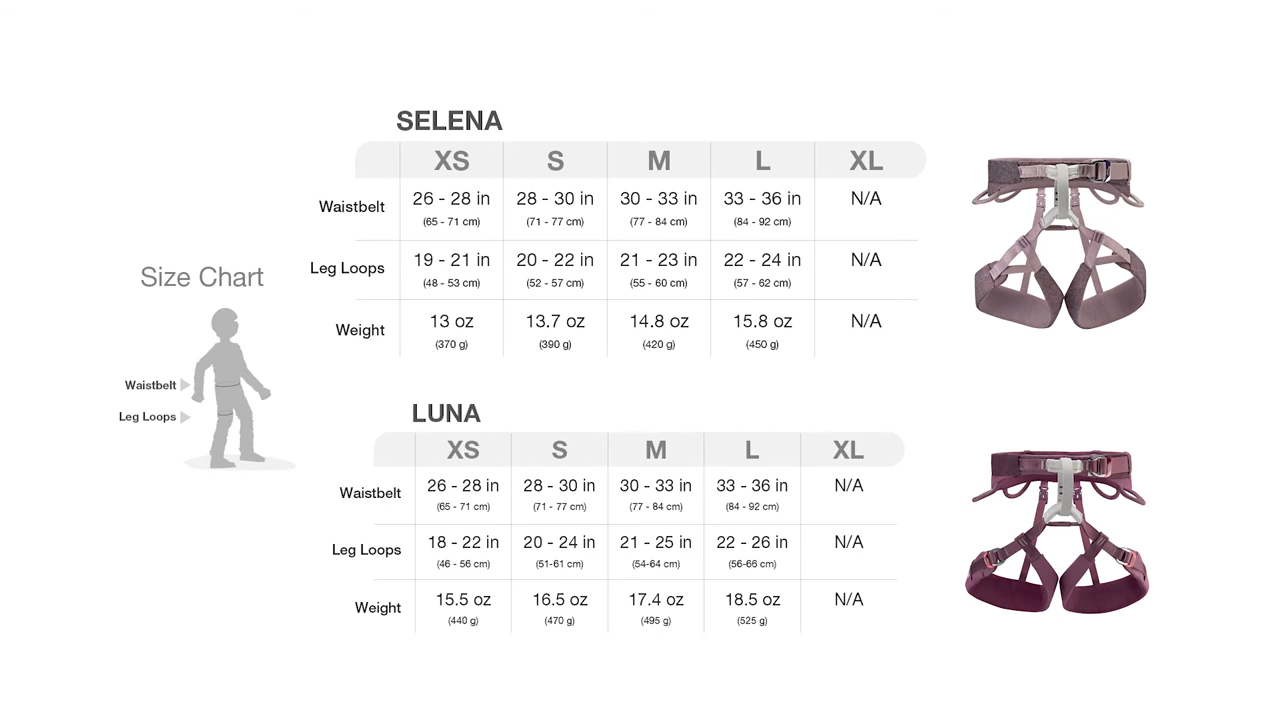 SELENA
XS S M L XL
Waistbelt 26 - 28 in 28 - 30 in 30 - 33 in 33 - 36 in N/A
(65 - 71 cm) (71 - 77 cm) (77 - 84 cm) (84 - 92 cm)
Leg Loops 19 - 21 in 20 - 22 in 21 - 23 in 22 - 24 in N/A
(48 - 53 cm) (52 - 57 cm) (55 - 60 cm) (57 - 62 cm)
Weight 13 oz 13.7 oz 14.8 oz 15.8 oz N/A
(370 g) (390 g) (420 g) (450 g)
Size Chart
Waistbelt
Leg Loops
LUNA
XS S M L XL
Waistbelt 26 - 28 in 28 - 30 in 30 - 33 in 33 - 36 in N/A
(65 - 71 cm) (71 - 77 cm) (77 - 84 cm) (84 - 92 cm)
Leg Loops 18 - 22 in 20 - 24 in 21 - 25 in 22 - 26 in N/A
(46 - 56 cm) (51-61 cm) (54-64 cm) (56-66 cm)
Weight 15.5 oz 16.5 oz 17.4 oz 18.5 oz N/A
(440 g) (470 g) (495 g) (525 g)